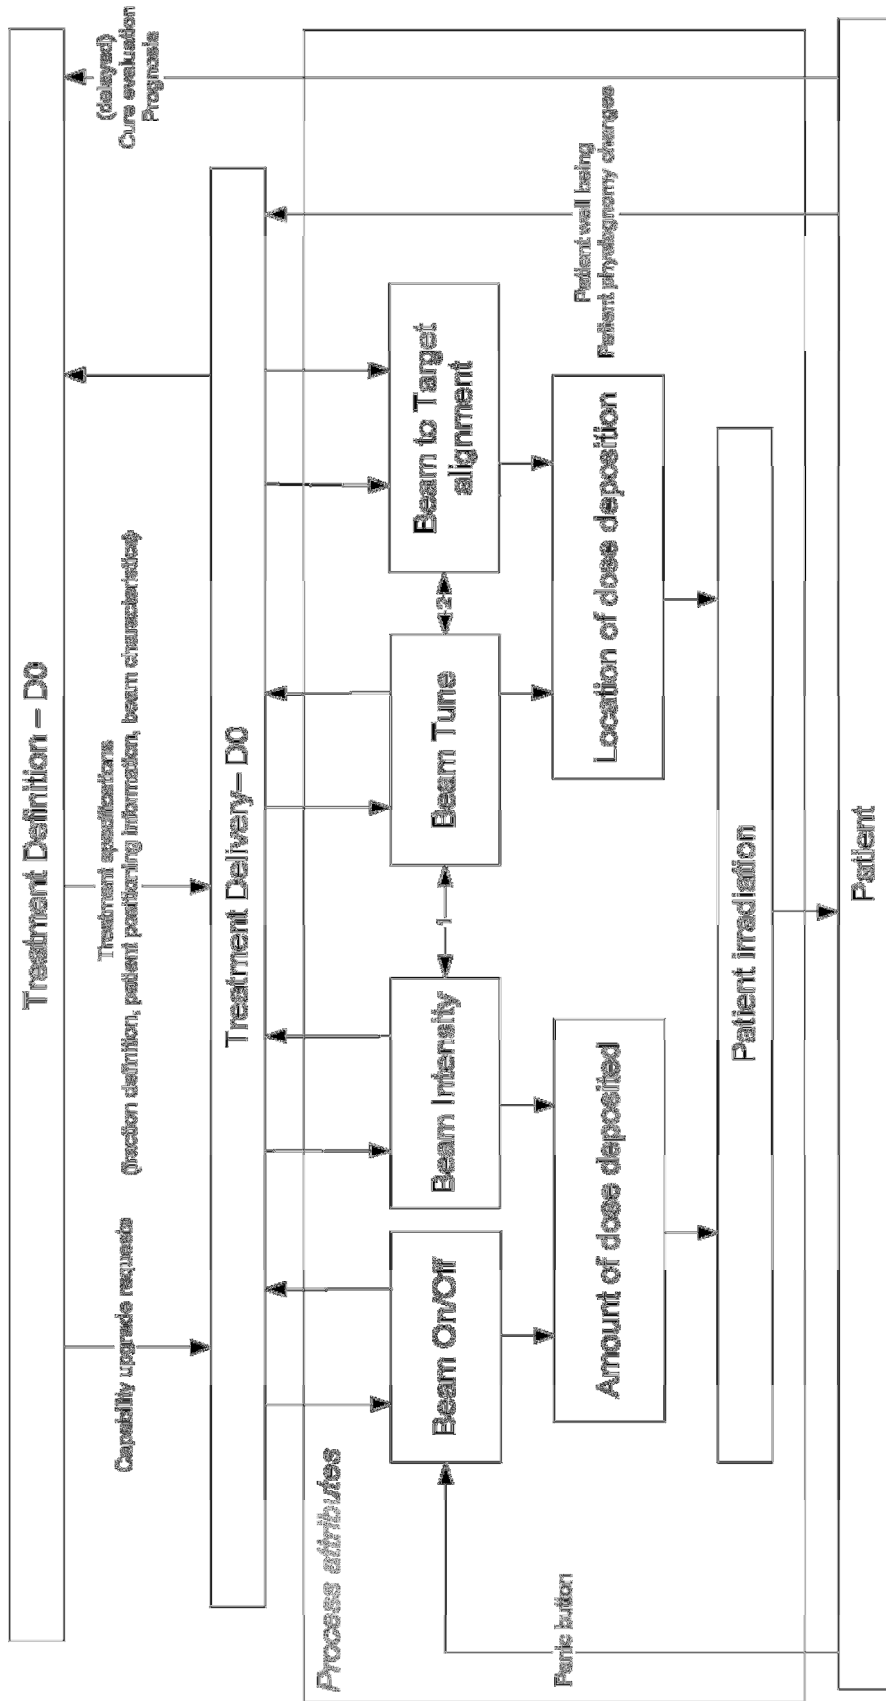 Treatment Definition – D0
Capability upgrade requests
Treatment specifications
(fraction definition, patient positioning information, beam characteristics)
(delayed)
Cure evaluation
Prognosis
Treatment Delivery– D0
Process attributes
Beam On/Off
Beam Intensity
1
Beam Tune
2
Beam to Target
alignment
Amount of dose deposited
Location of dose deposition
Patient well being
Patient physiognomy changes
Panic button
Patient irradiation
Patient